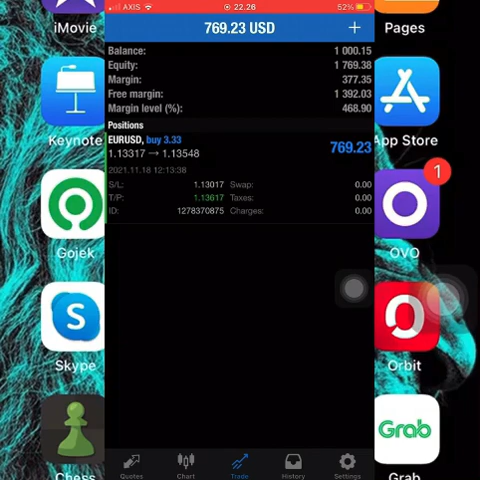 AXIS 22.26 52%
769.23 USD
Balance: 1 000.15
Equity: 1 769.38
Margin: 377.35
Free margin: 1 392.03
Margin level (%): 468.90
Positions
EURUSD, buy 3.33
1.13317 → 1.13548 769.23
2021.11.18 12:13:38
S/L: 1.13017 Swap: 0.00
T/P: 1.13617 Taxes: 0.00
ID: 1278370875 Charges: 0.00
Quotes Chart Trade History Settings
iMovie
Keynote
Gojek
S
Skype
Chess
Pages
App Store
1
OVO
Orbit
Grab
Grab